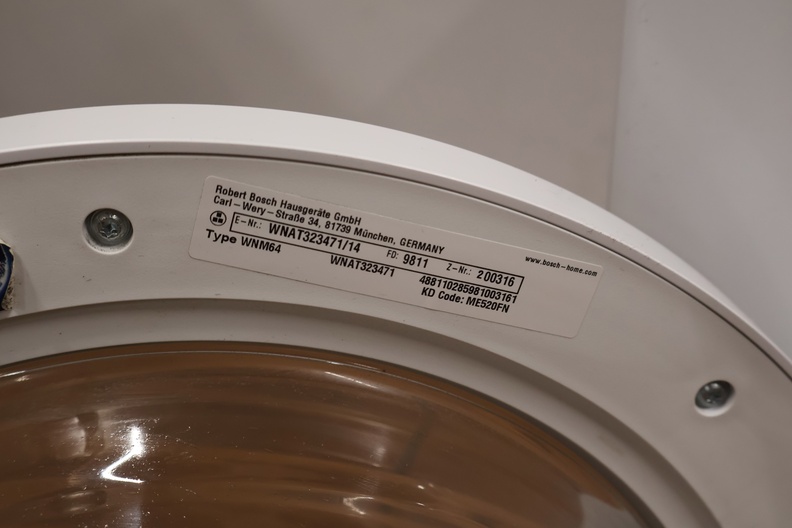 Robert Bosch Hausgeräte GmbH
Carl-Wery-Straße 34, 81739 München, GERMANY
www.bosch-home.com
E-Nr.: WNAT323471/14 FD: 9811 Z-Nr.: 200316
Type WNM64 WNAT323471 488110285981003161
KD Code: ME520FN